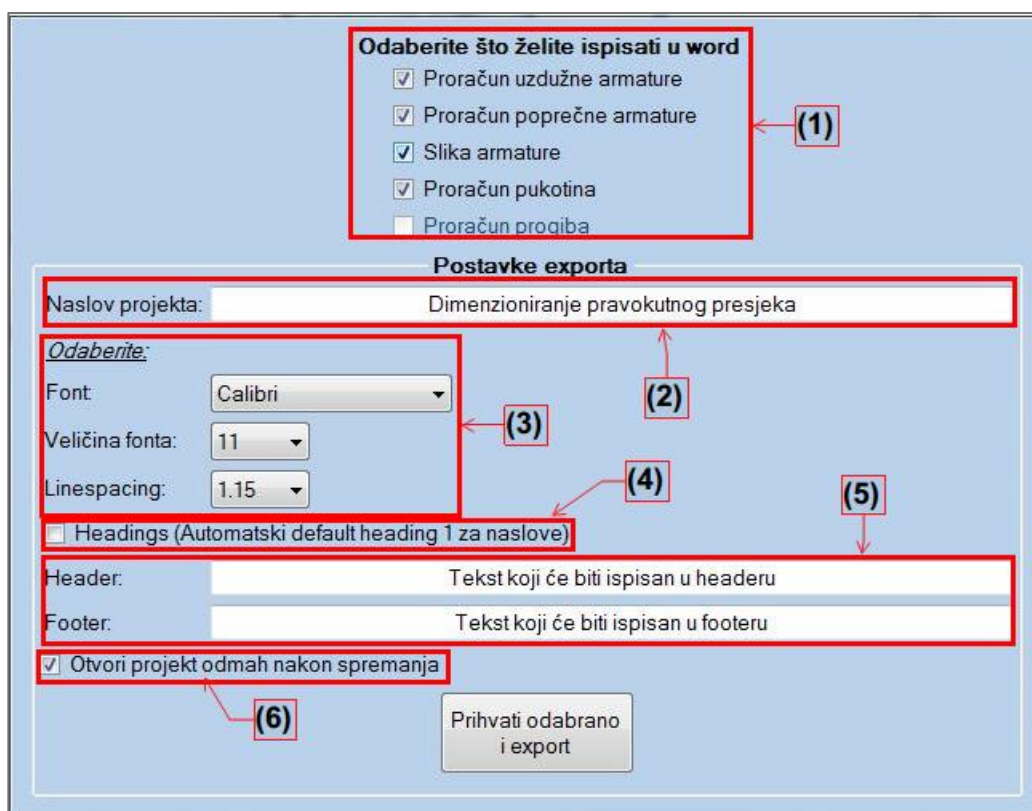 Odaberite što želite ispisati u word
Proračun uzdužne armature
Proračun poprečne armature
(1)
Slika armature
Proračun pukotina
Proračun progiba
Postavke exporta
Naslov projekta: Dimenzioniranje pravokutnog presjeka
(2)
Odaberite:
Font: Calibri
(3)
Veličina fonta: 11
Linespacing: 1.15
(4)
(5)
Headings (Automatski default heading 1 za naslove)
Header: Tekst koji će biti ispisan u headeru
Footer: Tekst koji će biti ispisan u footeru
Otvori projekt odmah nakon spremanja
(6)
Prihvati odabrano
i export